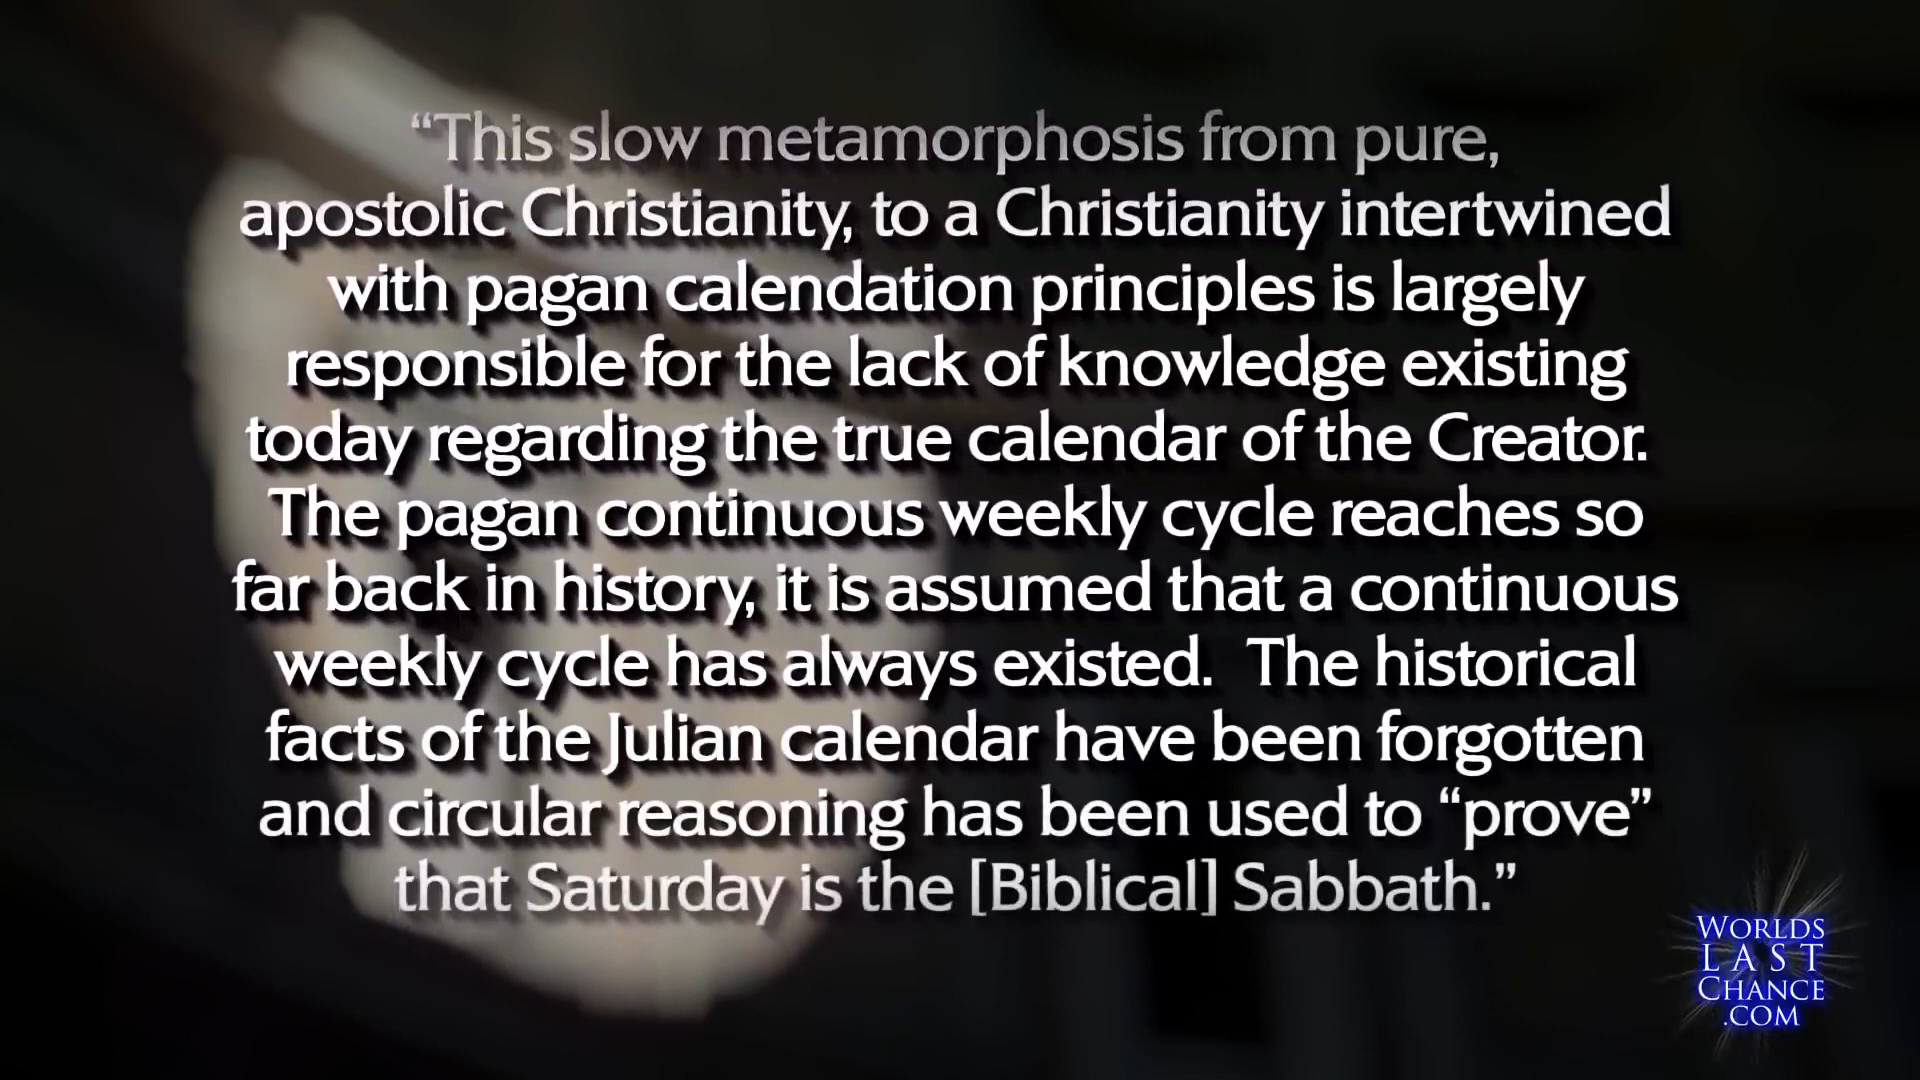 “This slow metamorphosis from pure,
apostolic Christianity, to a Christianity intertwined
with pagan calendation principles is largely
responsible for the lack of knowledge existing
today regarding the true calendar of the Creator.
The pagan continuous weekly cycle reaches so
far back in history, it is assumed that a continuous
weekly cycle has always existed.  The historical
facts of the Julian calendar have been forgotten
and circular reasoning has been used to “prove”
that Saturday is the [Biblical] Sabbath.”
WORLDS
LAST
CHANCE
.COM